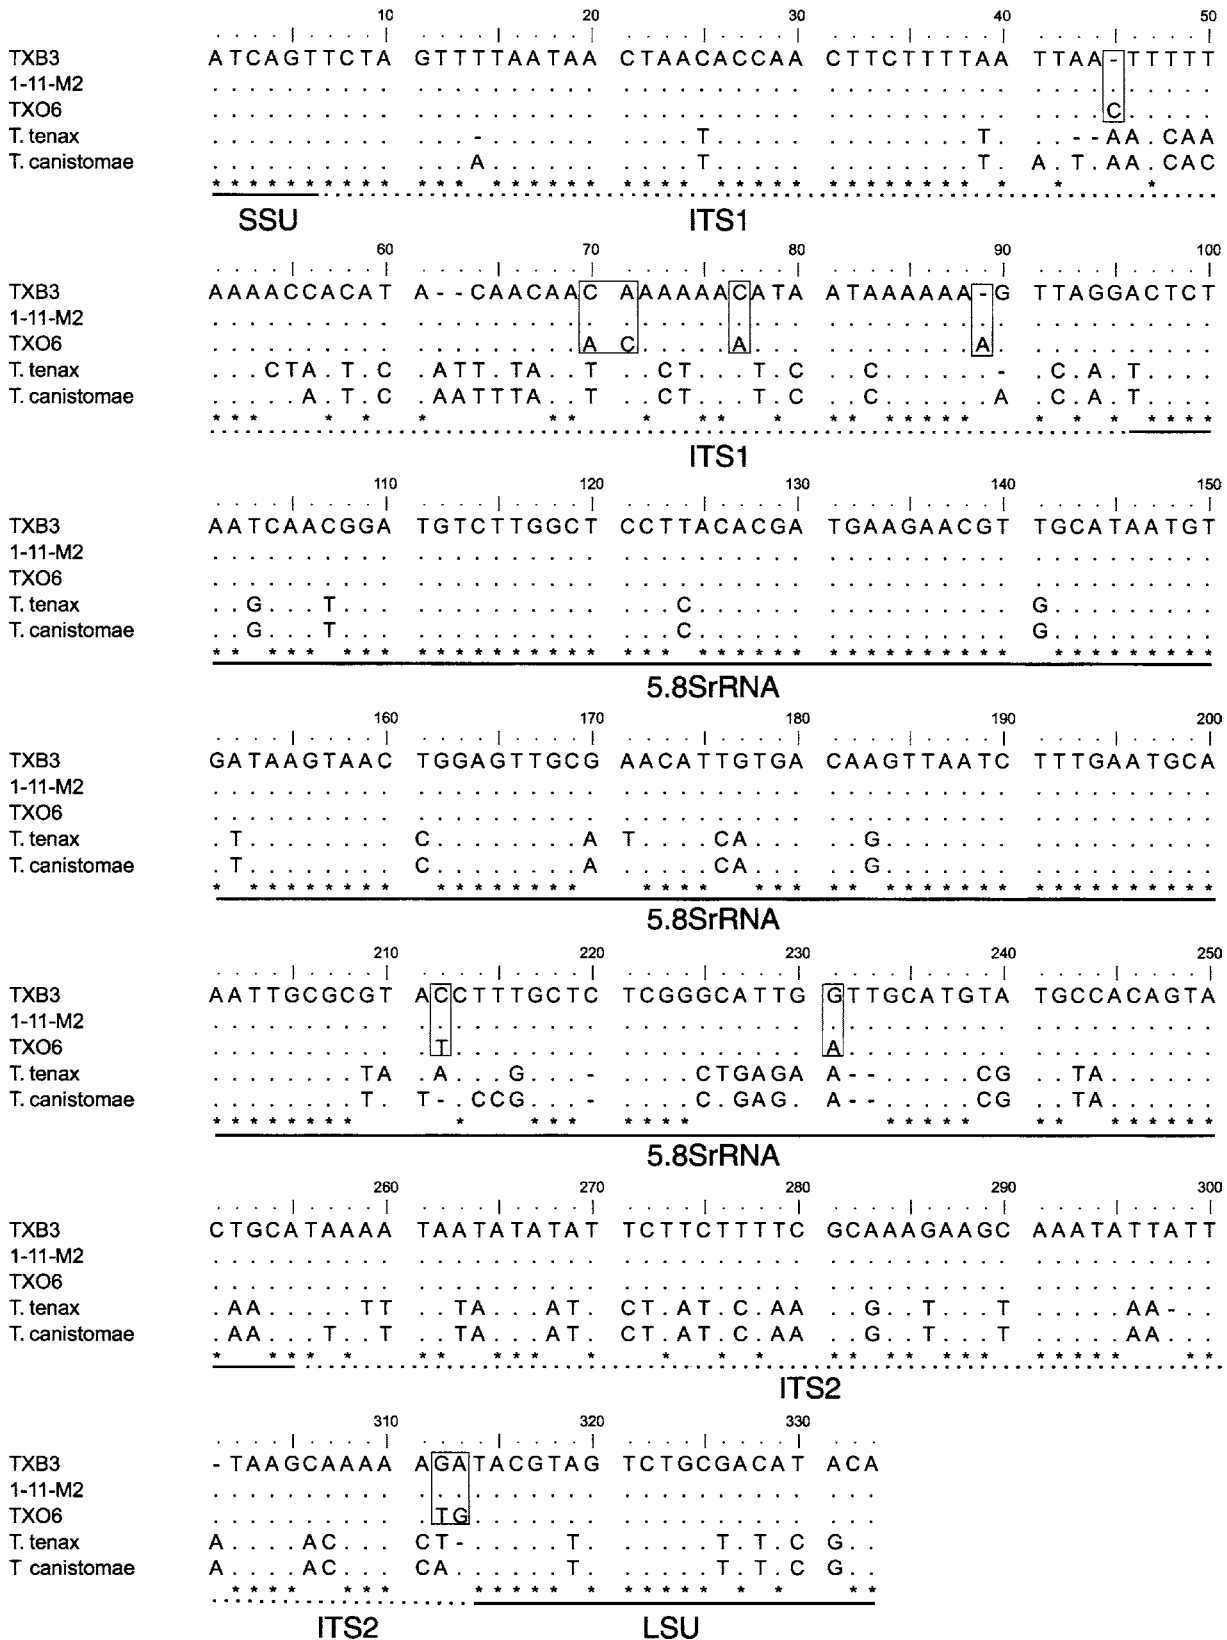 10 20 30 40 50
TXB3 ATCAGTTCTA GTTTTAATAA CTAACACCAA CTTCTTTTAA TTAA-TTTTT
1-11-M2 .......... .......... .......... .......... ..........
TXO6 .......... .......... .......... .......... ....C.....
T. tenax .......... ...-...... ....T..... ........T. ..--AA.CAA
T. canistomae .......... ...A...... ....T..... ........T. A.T.AA.CAC
********** *** ****** **** ***** ******** * * *
SSU ITS1
60 70 80 90 100
TXB3 AAAACCACAT A--CAACAAC AAAAAACATA ATAAAAAA-G TTAGGACTCT
1-11-M2 .......... .......... .......... .......... ..........
TXO6 .......... .........A C.....A... ........A. ..........
T. tenax ...CTA.T.C .ATT.TA..T ..CT...T.C ..C......- ..C.A.T...
T. canistomae .....A.T.C .AATTTA..T ..CT...T.C ..C......A ..C.A.T...
*** * * * ** ** * ** ***** * * * ****
ITS1
110 120 130 140 150
TXB3 AATCAACGGA TGTCTTGGCT CCTTACACGA TGAAGAACGT TGCATAATGT
1-11-M2 .......... .......... .......... .......... ..........
TXO6 .......... .......... .......... .......... ..........
T. tenax ..G...T... .......... ...C...... .......... G.........
T. canistomae ..G...T... .......... ...C...... .......... G.........
** *** *** ********** *** ****** ********** *********
5.8SrRNA
160 170 180 190 200
TXB3 GATAAGTAAC TGGAGTTGCG AACATTGTGA CAAGTTAATC TTTGAATGCA
1-11-M2 .......... .......... .......... .......... ..........
TXO6 .......... .......... .......... .......... ..........
T. tenax .T........ C........A T....CA... ..G....... ..........
T. canistomae .T........ C........A .....CA... ..G....... ..........
* ******** ******** **** *** ** ******* **********
5.8SrRNA
210 220 230 240 250
TXB3 AATTGCGCGT ACCTTTGCTC TCGGGCATTG GTTGCATGTA TGCCACAGTA
1-11-M2 .......... .......... .......... .......... ..........
TXO6 .......... .T........ .......... A......... ..........
T. tenax ........TA .A...G...- ....CTGAGA A--.....CG ..TA......
T. canistomae ........T. T-.CCG...- ....C.GAG. A--.....CG ..TA......
******** * *** **** ***** ** ******
5.8SrRNA
260 270 280 290 300
TXB3 CTGCATAAAA TAATATATAT TCTTCTTTTC GCAAAGAAGC AAATATTATT
1-11-M2 .......... .......... .......... .......... ..........
TXO6 .......... .......... .......... .......... ..........
T. tenax .AA.....TT ..TA...AT. CT.AT.C.AA ..G..T...T .....AA-..
T. canistomae .AA...T..T ..TA...AT. CT.AT.C.AA ..G..T...T .....AA...
* *** * ** *** * * * * ** ** *** ***** **
ITS2
310 320 330
TXB3 -TAAGCAAAA AGATACGTAG TCTGCGACAT ACA
1-11-M2 .......... .......... .......... ...
TXO6 .......... .TG....... .......... ...
T. tenax A....AC... CT-.....T. .....T.T.C G..
T canistomae A....AC... CA......T. .....T.T.C G..
**** *** ***** * ***** * * **
ITS2 LSU